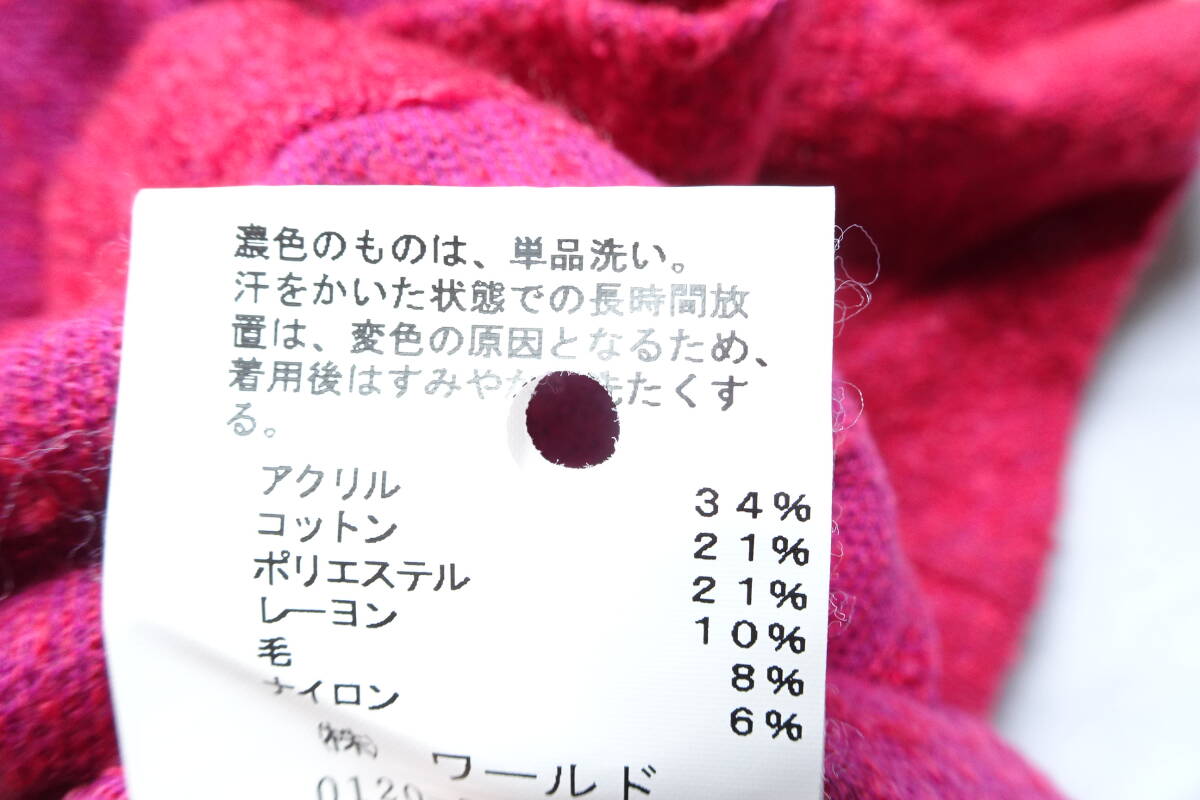 濃色のものは、単品洗い。
汗をかいた状態での長時間放
置は、変色の原因となるため、
着用後はすみや 洗たくす
る。
アクリル 34%
コットン 21%
ポリエステル 21%
レーヨン 10%
毛 8%
ナイロン 6%
㈱ ワールド
0120